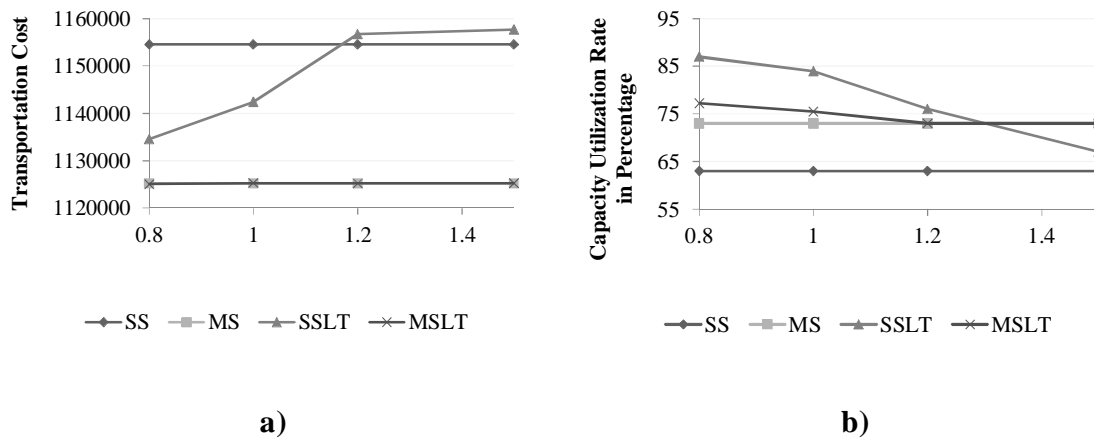 Transportation Cost
1160000
1150000
1140000
1130000
1120000
0.8 1 1.2 1.4
SS MS SSLT MSLT
a)
Capacity Utilization Rate
in Percentage
95
85
75
65
55
0.8 1 1.2 1.4
SS MS SSLT MSLT
b)